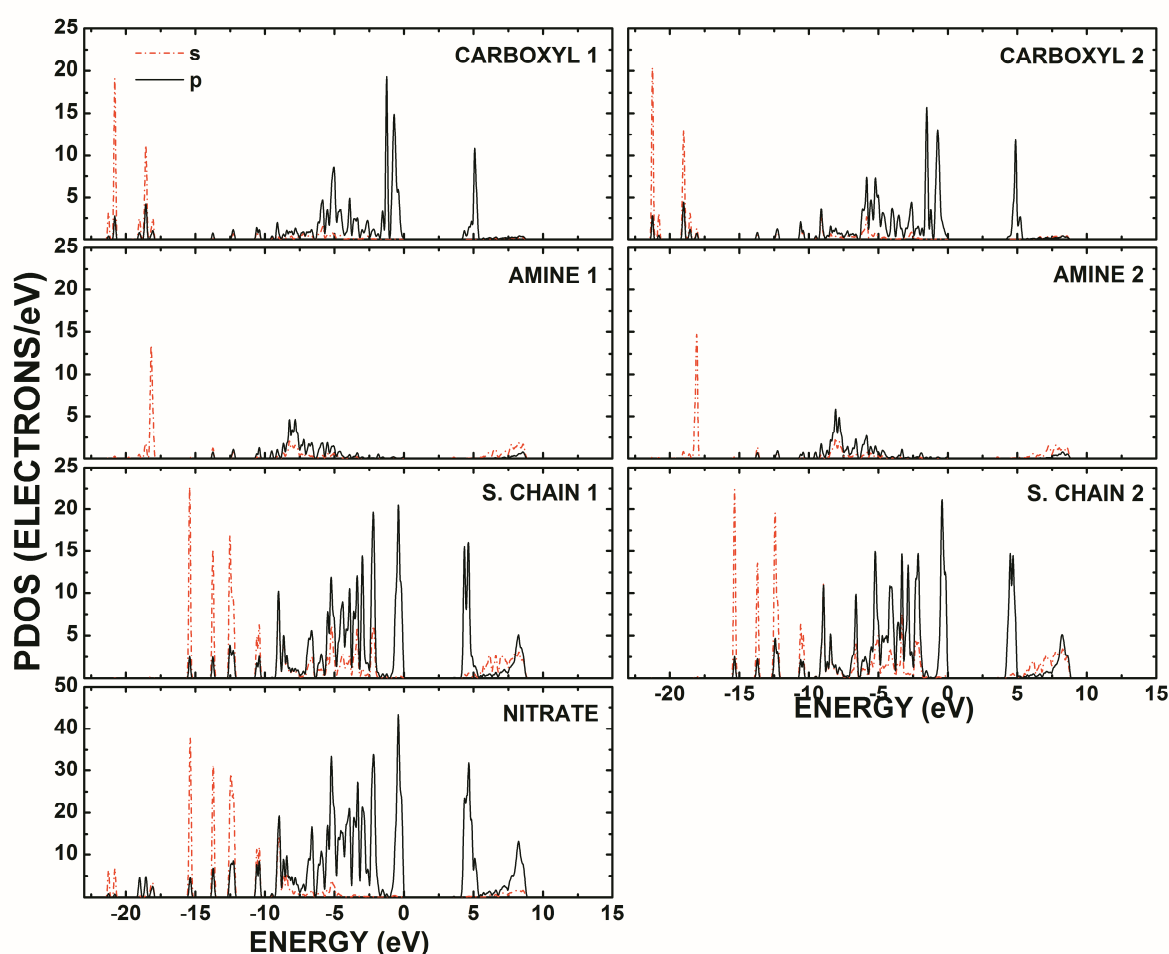 PDOS (ELECTRONS/eV)
25
20
15
10
5
s
p
CARBOXYL 1
CARBOXYL 2
25
20
15
10
5
AMINE 1
AMINE 2
25
20
15
10
5
S. CHAIN 1
S. CHAIN 2
-20 -15 -10 -5 0 5 10 15
ENERGY (eV)
50
40
30
20
10
NITRATE
-20 -15 -10 -5 0 5 10 15
ENERGY (eV)